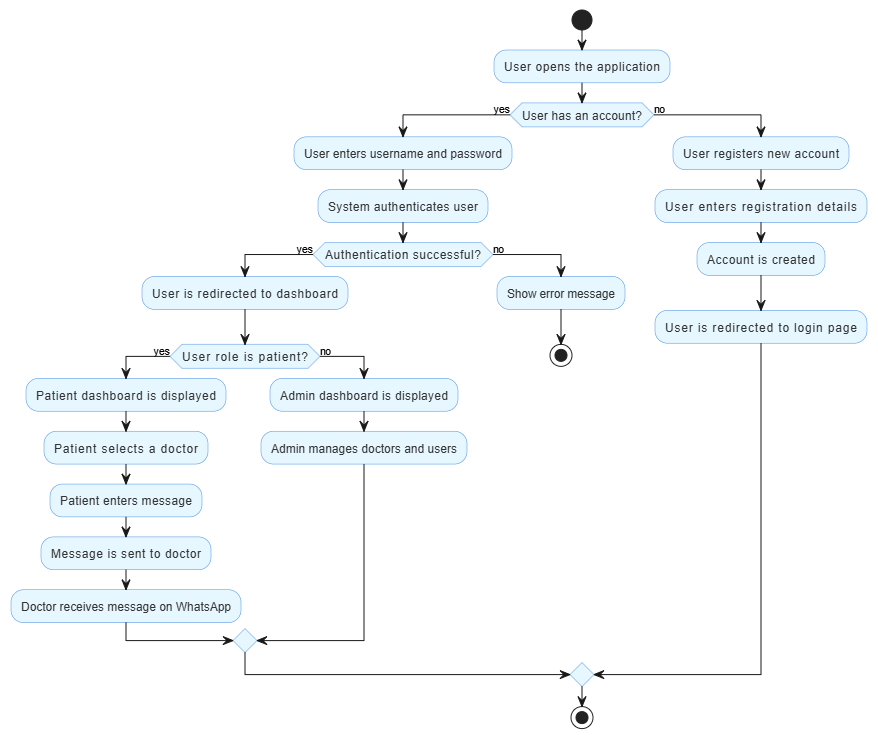 User opens the application
yes
User has an account?
no
User enters username and password
User registers new account
System authenticates user
User enters registration details
yes
Authentication successful?
no
Account is created
User is redirected to dashboard
Show error message
User is redirected to login page
yes
User role is patient?
no
Patient dashboard is displayed
Admin dashboard is displayed
Patient selects a doctor
Admin manages doctors and users
Patient enters message
Message is sent to doctor
Doctor receives message on WhatsApp